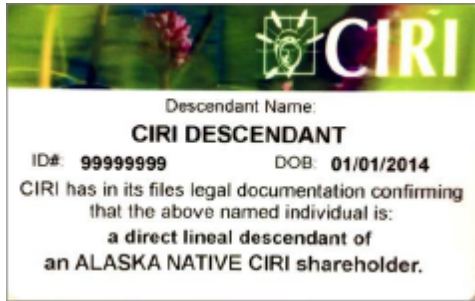 CIRI
Descendant Name:
CIRI DESCENDANT
ID#: 99999999 DOB: 01/01/2014
CIRI has in its files legal documentation confirming
that the above named individual is:
a direct lineal descendant of
an ALASKA NATIVE CIRI shareholder.